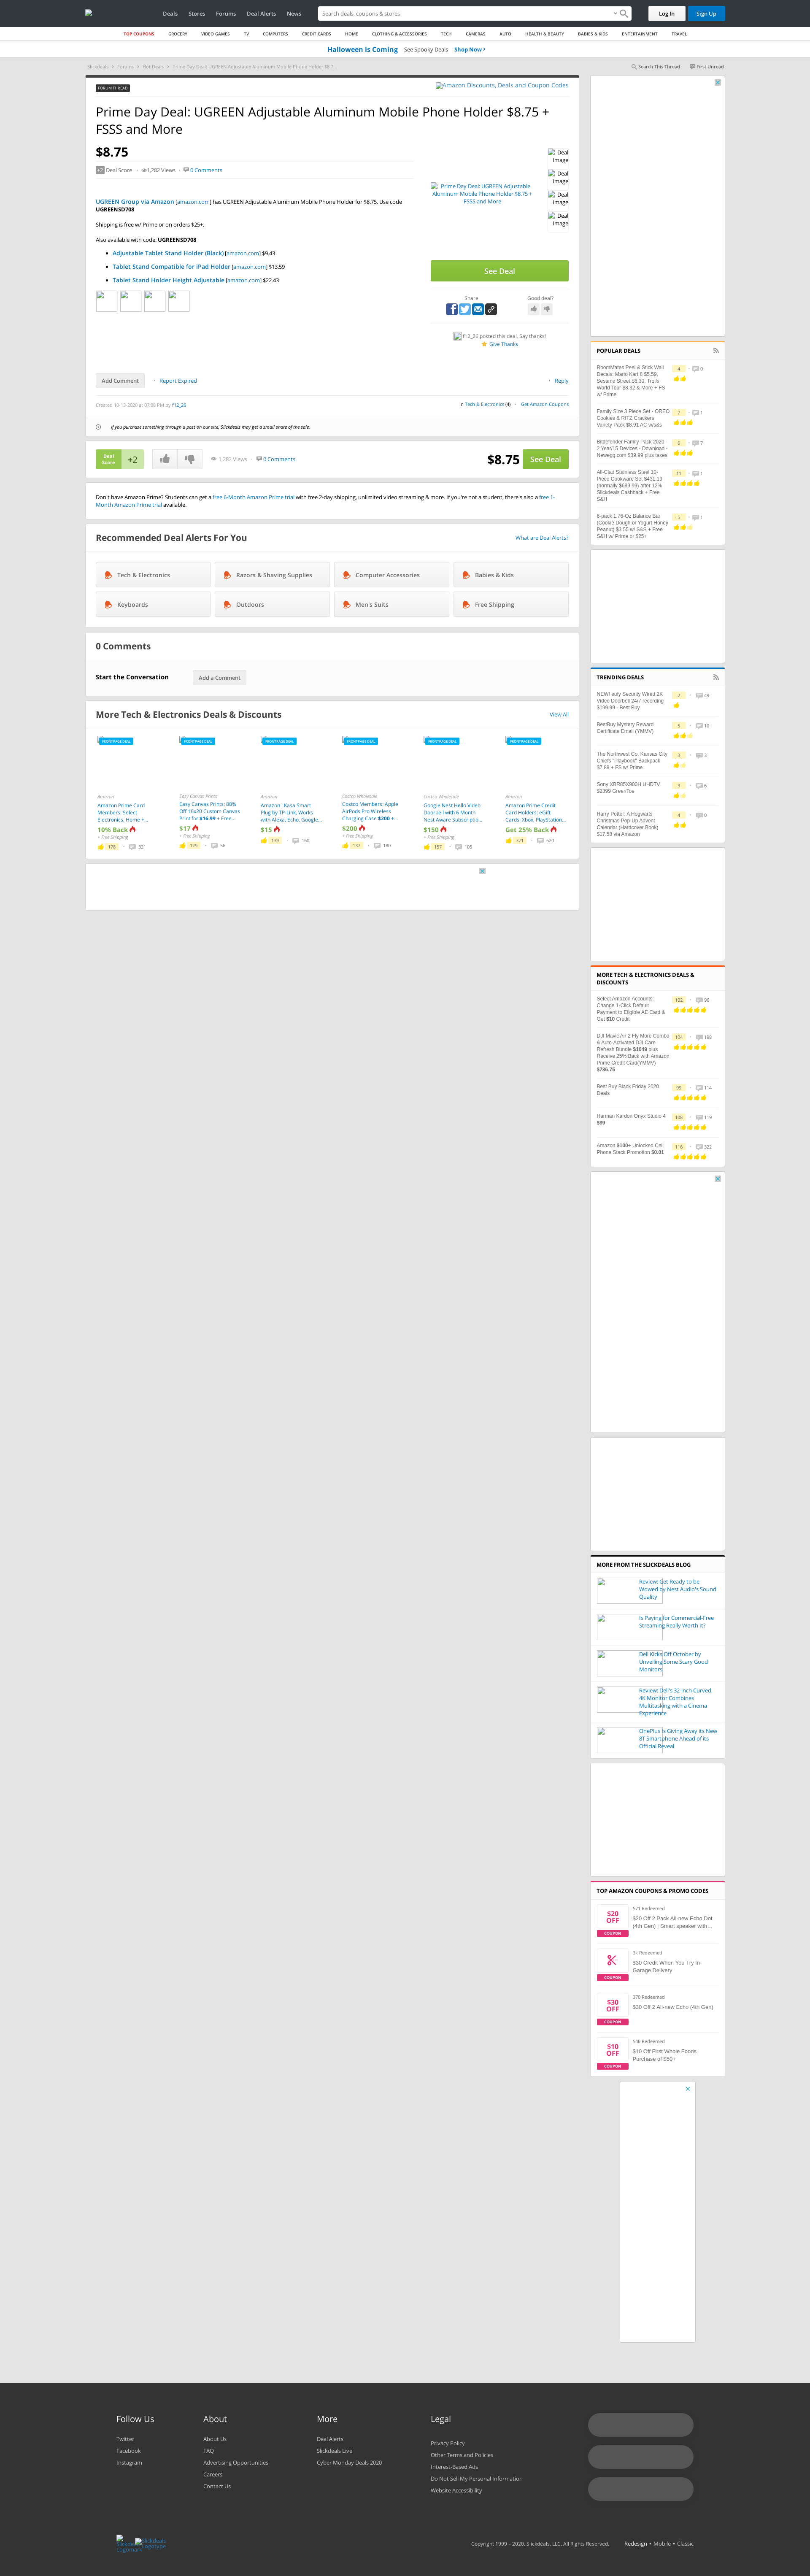 Deals Stores Forums Deal Alerts News
Search deals, coupons & stores
Log In
Sign Up
TOP COUPONS GROCERY VIDEO GAMES TV COMPUTERS CREDIT CARDS HOME CLOTHING & ACCESSORIES TECH CAMERAS AUTO HEALTH & BEAUTY BABIES & KIDS ENTERTAINMENT TRAVEL
Halloween is Coming See Spooky Deals Shop Now ›
Slickdeals > Forums > Hot Deals > Prime Day Deal: UGREEN Adjustable Aluminum Mobile Phone Holder $8.7...
Search This Thread First Unread
FORUM THREAD
Amazon Discounts, Deals and Coupon Codes
Prime Day Deal: UGREEN Adjustable Aluminum Mobile Phone Holder $8.75 +
FSSS and More
$8.75
+2 Deal Score 1,282 Views 0 Comments
UGREEN Group via Amazon [amazon.com] has UGREEN Adjustable Aluminum Mobile Phone Holder for $8.75. Use code
UGREENSD708
Shipping is free w/ Prime or on orders $25+.
Also available with code: UGREENSD708
Adjustable Tablet Stand Holder (Black) [amazon.com] $9.43
Tablet Stand Compatible for iPad Holder [amazon.com] $13.59
Tablet Stand Holder Height Adjustable [amazon.com] $22.43
Prime Day Deal: UGREEN
Adjustable Aluminum
Mobile Phone Holder $8.75 +
FSSS and More
Deal
Image
Deal
Image
Deal
Image
Deal
Image
See Deal
Share
Good deal?
f12_26 posted this deal. Say thanks!
Give Thanks
Add Comment
Report Expired
Reply
Created 10-13-2020 at 07:08 PM by f12_26
Tech & Electronics (4)
Get Amazon Coupons
If you purchase something through a post on our site, Slickdeals may get a small share of the sale.
Deal
Score
+2
1,282 Views
0 Comments
$8.75
See Deal
Don't have Amazon Prime? Students can get a free 6-Month Amazon Prime trial with free 2-day shipping, unlimited video streaming & more. If you're not a student, there's also a free 1-
Month Amazon Prime trial available.
Recommended Deal Alerts For You
What are Deal Alerts?
Tech & Electronics
Razors & Shaving Supplies
Computer Accessories
Babies & Kids
Keyboards
Outdoors
Men's Suits
Free Shipping
0 Comments
Start the Conversation
Add a Comment
More Tech & Electronics Deals & Discounts
View All
FRONTPAGE DEAL
Amazon
Amazon Prime Card
Members: Select
Electronics, Home +...
10% Back
+ Free Shipping
178 321
FRONTPAGE DEAL
Easy Canvas Prints
Easy Canvas Prints: 88%
Off 16x20 Custom Canvas
Print for $16.99 + Free...
$17
+ Free Shipping
129 56
FRONTPAGE DEAL
Amazon
Amazon : Kasa Smart
Plug by TP-Link, Works
with Alexa, Echo, Google...
$15
139 160
FRONTPAGE DEAL
Costco Wholesale
Costco Members: Apple
AirPods Pro Wireless
Charging Case $200 +...
$200
+ Free Shipping
137 180
FRONTPAGE DEAL
Costco Wholesale
Google Nest Hello Video
Doorbell with 6 Month
Nest Aware Subscriptio...
$150
+ Free Shipping
157 105
FRONTPAGE DEAL
Amazon
Amazon Prime Credit
Card Holders: eGift
Cards: Xbox, PlayStation...
Get 25% Back
371 620
POPULAR DEALS
RoomMates Peel & Stick Wall
Decals: Mario Kart 8 $5.59,
Sesame Street $6.30, Trolls
World Tour $8.32 & More + FS
w/ Prime
4 0
Family Size 3 Piece Set - OREO
Cookies & RITZ Crackers
Variety Pack $8.91 AC w/s&s
7 1
Bitdefender Family Pack 2020 -
2 Year/15 Devices - Download -
Newegg.com $39.99 plus taxes
6 7
All-Clad Stainless Steel 10-
Piece Cookware Set $431.19
(normally $699.99) after 12%
Slickdeals Cashback + Free
S&H
11 1
6-pack 1.76-Oz Balance Bar
(Cookie Dough or Yogurt Honey
Peanut) $3.55 w/ S&S + Free
S&H w/ Prime or $25+
5 1
TRENDING DEALS
NEW! eufy Security Wired 2K
Video Doorbell 24/7 recording
$199.99 - Best Buy
2 49
BestBuy Mystery Reward
Certificate Email (YMMV)
5 10
The Northwest Co. Kansas City
Chiefs "Playbook" Backpack
$7.88 + FS w/ Prime
3 3
Sony XBR85X900H UHDTV
$2399 GreenToe
3 6
Harry Potter: A Hogwarts
Christmas Pop-Up Advent
Calendar (Hardcover Book)
$17.58 via Amazon
4 0
MORE TECH & ELECTRONICS DEALS &
DISCOUNTS
Select Amazon Accounts:
Change 1-Click Default
Payment to Eligible AE Card &
Get $10 Credit
102 96
DJI Mavic Air 2 Fly More Combo
& Auto-Activated DJI Care
Refresh Bundle $1049 plus
Receive 25% Back with Amazon
Prime Credit Card(YMMV)
$786.75
104 198
Best Buy Black Friday 2020
Deals
99 114
Harman Kardon Onyx Studio 4
$99
106 119
Amazon $100+ Unlocked Cell
Phone Stack Promotion $0.01
116 322
MORE FROM THE SLICKDEALS BLOG
Review: Get Ready to be
Wowed by Nest Audio's Sound
Quality
Is Paying for Commercial-Free
Streaming Really Worth It?
Dell Kicks Off October by
Unveiling Some Scary Good
Monitors
Review: Dell's 32-inch Curved
4K Monitor Combines
Multitasking with a Cinema
Experience
OnePlus Is Giving Away its New
8T Smartphone Ahead of its
Official Reveal
TOP AMAZON COUPONS & PROMO CODES
$20
OFF
COUPON
571 Redeemed
$20 Off 2 Pack All-new Echo Dot
(4th Gen) | Smart speaker with...
COUPON
3k Redeemed
$30 Credit When You Try In-
Garage Delivery
$30
OFF
COUPON
370 Redeemed
$30 Off 2 All-new Echo (4th Gen)
$10
OFF
COUPON
54k Redeemed
$10 Off First Whole Foods
Purchase of $50+
Follow Us
Twitter
Facebook
Instagram
About
About Us
FAQ
Advertising Opportunities
Careers
Contact Us
More
Deal Alerts
Slickdeals Live
Cyber Monday Deals 2020
Legal
Privacy Policy
Other Terms and Policies
Interest-Based Ads
Do Not Sell My Personal Information
Website Accessibility
Copyright 1999 – 2020. Slickdeals, LLC. All Rights Reserved.
Redesign • Mobile • Classic